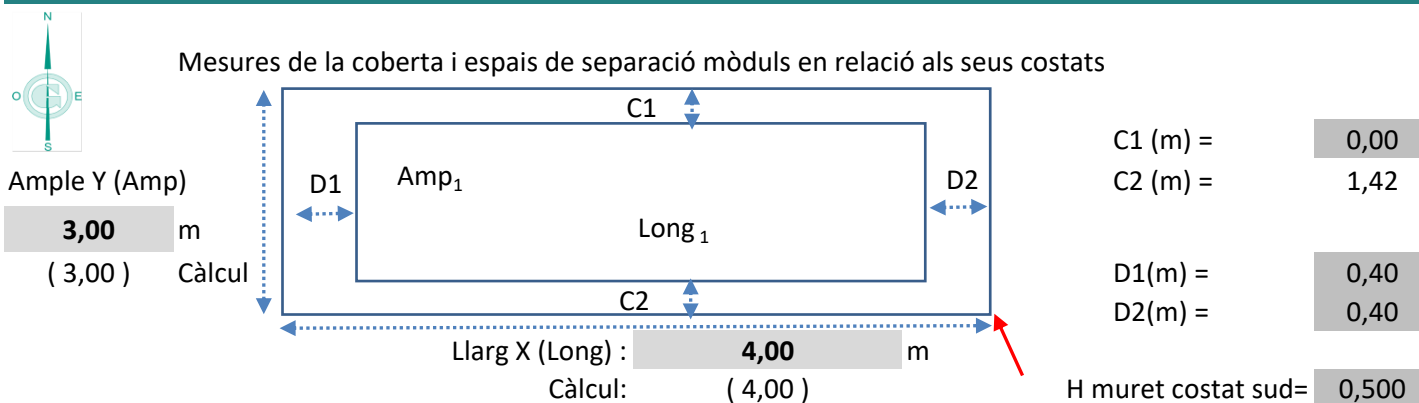 N
O G E
S
Mesures de la coberta i espais de separació mòduls en relació als seus costats
C1
C1 (m) = 0,00
Ample Y (Amp) D1 Amp1 D2 C2 (m) = 1,42
3,00 m Long 1
( 3,00 ) Càlcul D1(m) = 0,40
C2 D2(m) = 0,40
Llarg X (Long) : 4,00 m
Càlcul: ( 4,00 ) H muret costat sud= 0,500